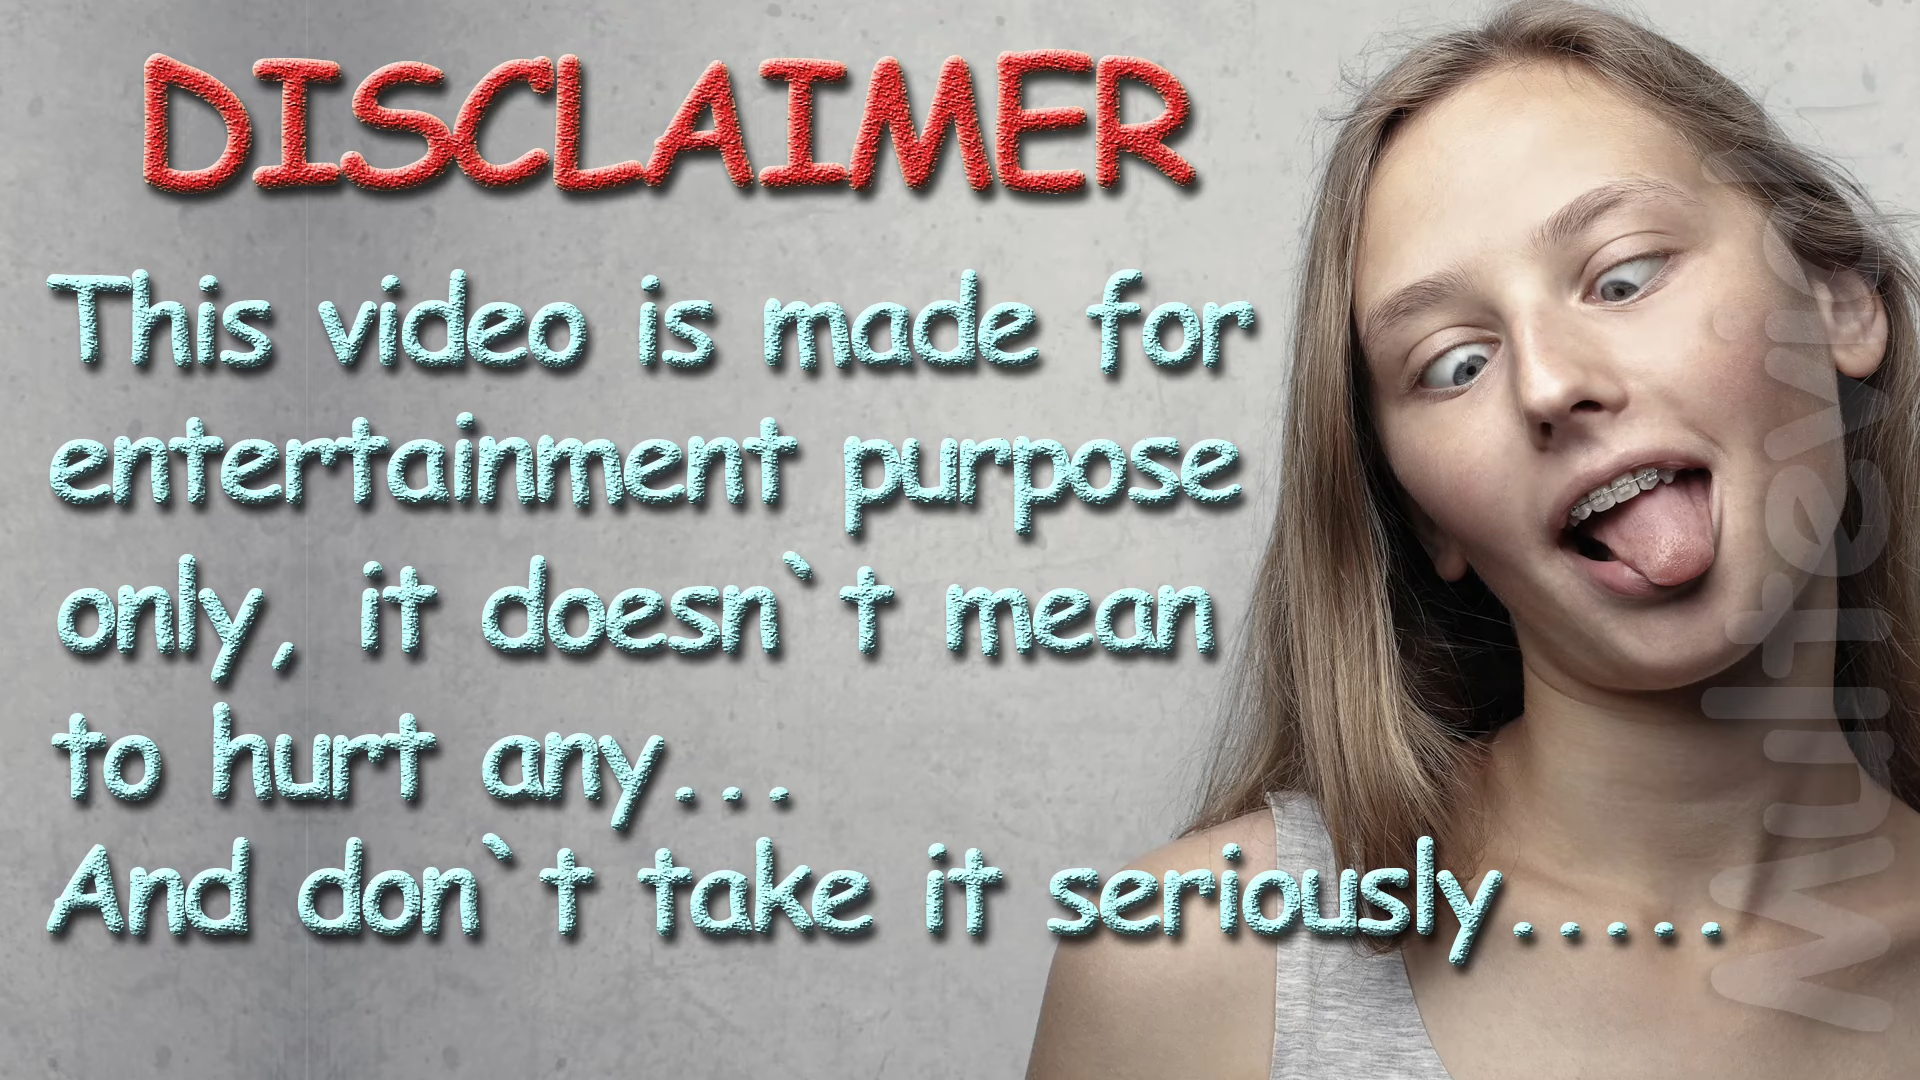 DISCLAIMER
This video is made for
entertainment purpose
only, it doesn`t mean
to hurt any...
And don`t take it seriously.....